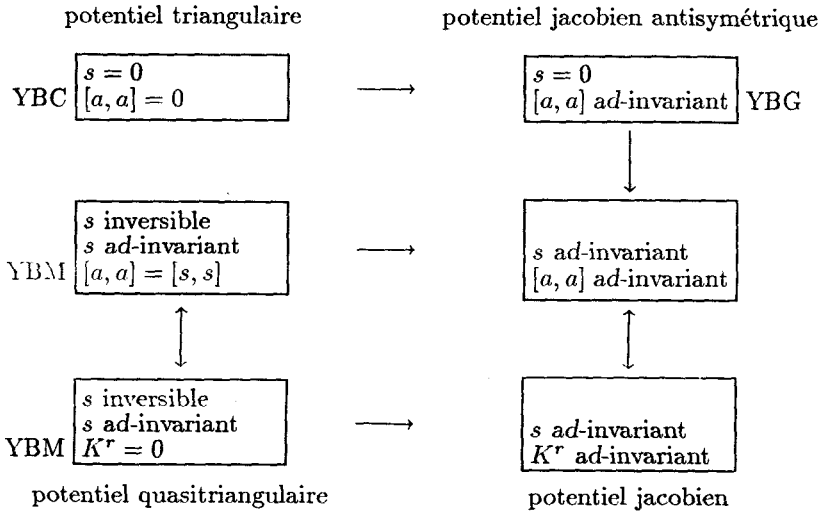 potentiel triangulaire
potentiel jacobien antisymétrique
YBC
s = 0
[a, a] = 0
s = 0
[a, a] ad-invariant
YBG
YBM
s inversible
s ad-invariant
[a, a] = [s, s]
s ad-invariant
[a, a] ad-invariant
YBM
s inversible
s ad-invariant
K^r = 0
s ad-invariant
K^r ad-invariant
potentiel quasitriangulaire
potentiel jacobien